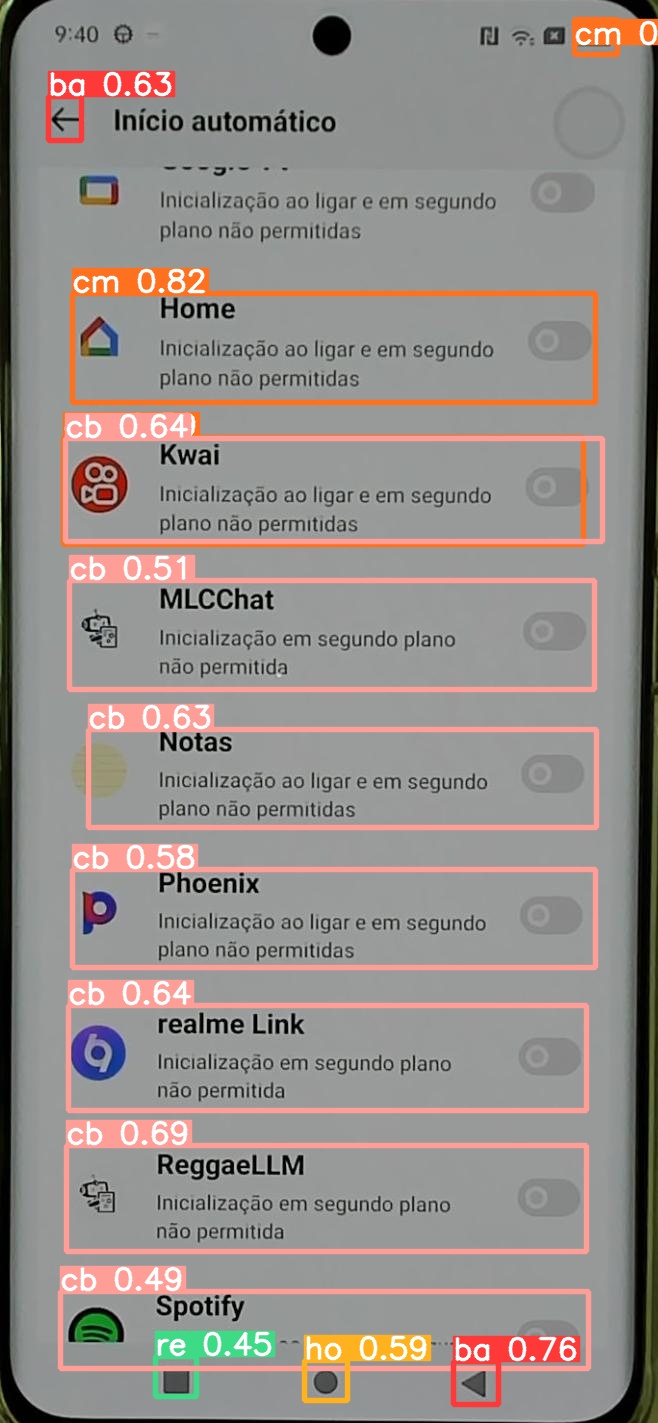 9:40
cm 0
ba 0.63
Início automático
Inicialização ao ligar e em segundo
plano não permitidas
cm 0.82
Home
Inicialização ao ligar e em segundo
plano não permitidas
cb 0.64
Kwai
Inicialização ao ligar e em segundo
plano não permitidas
cb 0.51
MLCChat
Inicialização em segundo plano
não permitida
cb 0.63
Notas
Inicialização ao ligar e em segundo
plano não permitidas
cb 0.58
Phoenix
Inicialização ao ligar e em segundo
plano não permitidas
cb 0.64
realme Link
Inicialização em segundo plano
não permitida
cb 0.69
ReggaeLLM
Inicialização em segundo plano
não permitida
cb 0.49
Spotify
re 0.45
ho 0.59
ba 0.76